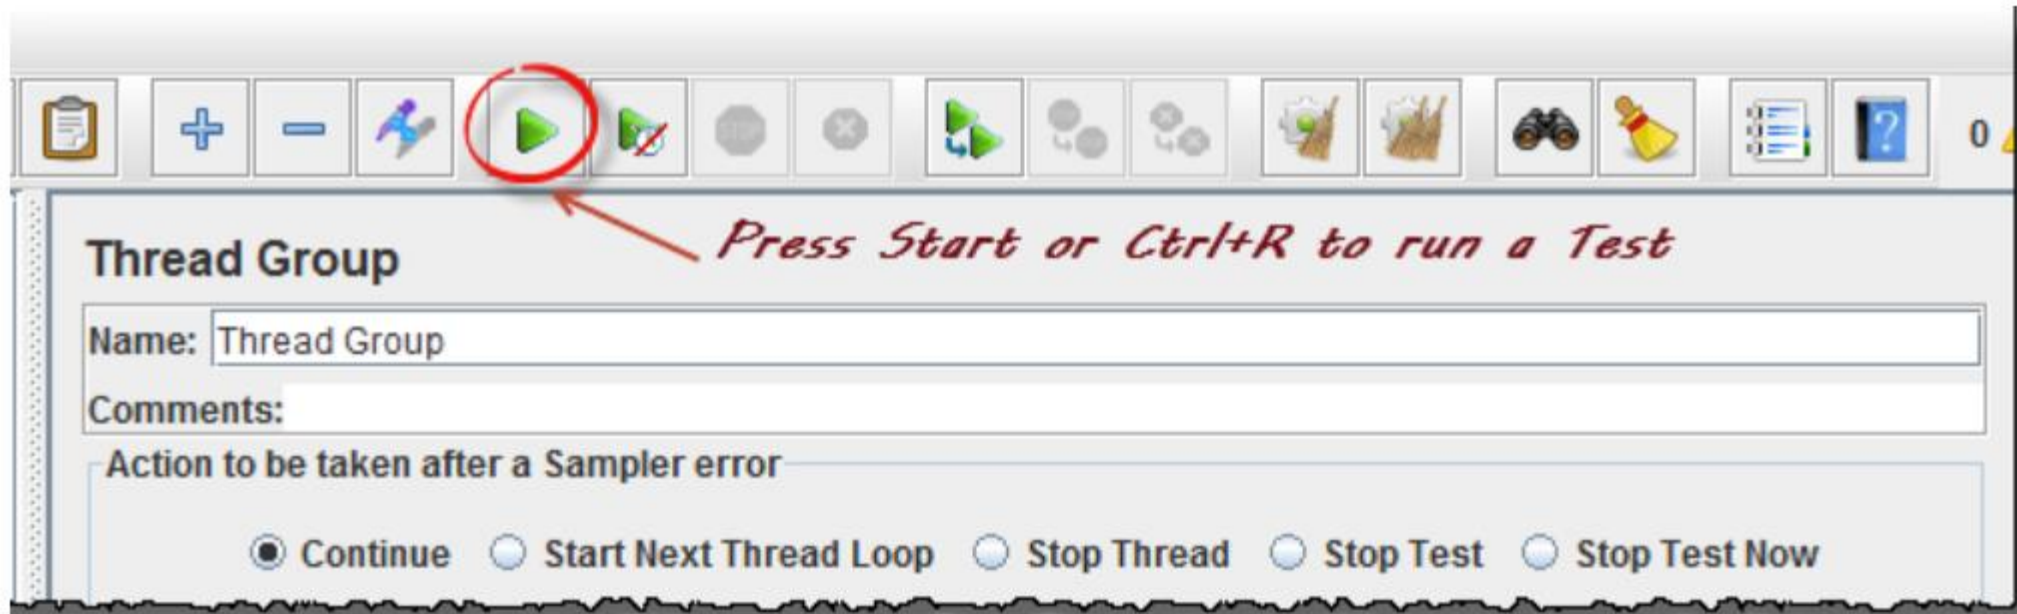 STOP
?
0
Press Start or Ctrl+R to run a Test
Thread Group
Name: Thread Group
Comments:
Action to be taken after a Sampler error
Continue Start Next Thread Loop Stop Thread Stop Test Stop Test Now